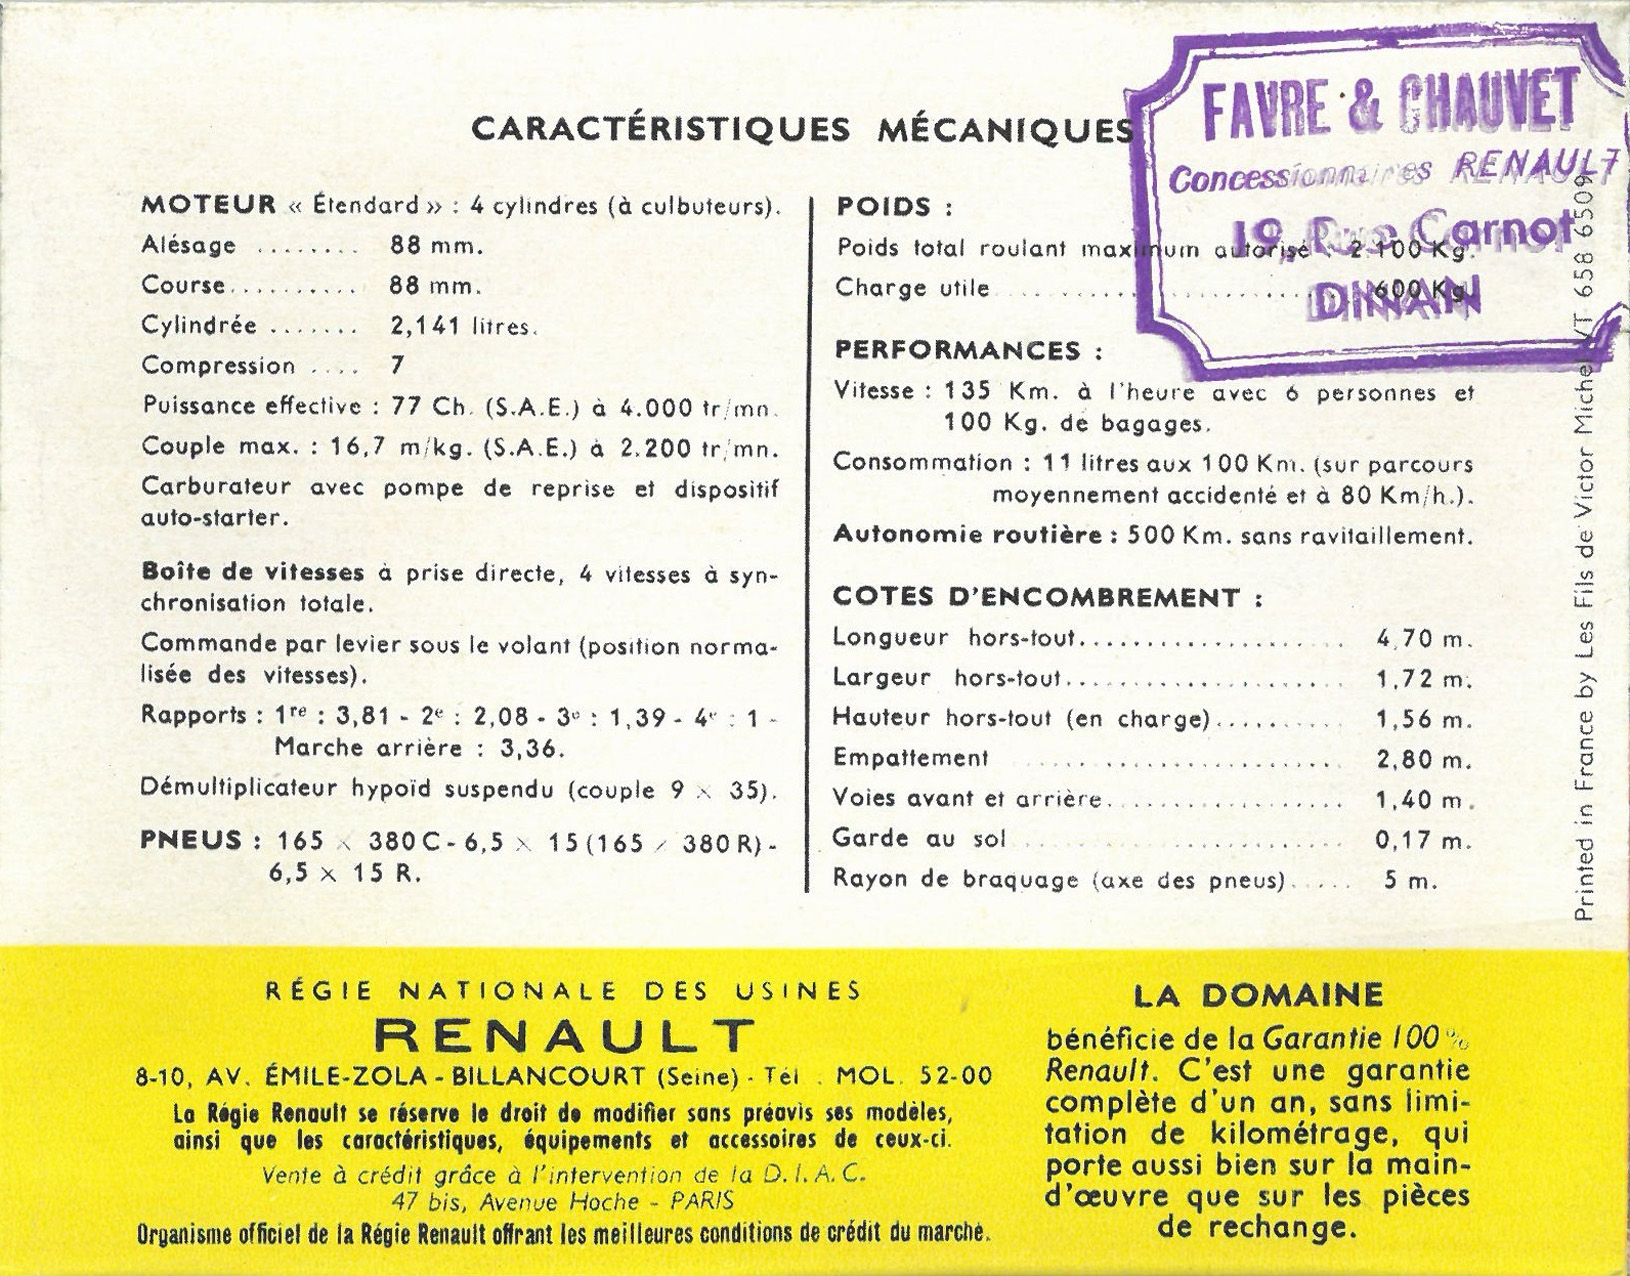 CARACTÉRISTIQUES MÉCANIQUES
FAVRE & CHAUVET
Concessionnaires RENAULT
19, Rue Carnot
DINAN
MOTEUR « Étendard » : 4 cylindres (à culbuteurs).
Alésage ........ 88 mm.
Course.......... 88 mm.
Cylindrée ....... 2,141 litres.
Compression .... 7
Puissance effective : 77 Ch. (S.A.E.) à 4.000 tr/mn.
Couple max. : 16,7 m/kg. (S.A.E.) à 2.200 tr/mn.
Carburateur avec pompe de reprise et dispositif
auto-starter.
Boîte de vitesses à prise directe, 4 vitesses à syn-
chronisation totale.
Commande par levier sous le volant (position norma-
lisée des vitesses).
Rapports : 1re : 3,81 - 2e : 2,08 - 3e : 1,39 - 4e : 1 -
Marche arrière : 3,36.
Démultiplicateur hypoïd suspendu (couple 9 × 35).
PNEUS : 165 × 380 C - 6,5 × 15 (165 / 380 R) -
6,5 × 15 R.
POIDS :
Poids total roulant maximum autorisé : 2.100 Kg.
Charge utile ........................ 600 Kg.
PERFORMANCES :
Vitesse : 135 Km. à l'heure avec 6 personnes et
100 Kg. de bagages.
Consommation : 11 litres aux 100 Km. (sur parcours
moyennement accidenté et à 80 Km/h.).
Autonomie routière : 500 Km. sans ravitaillement.
COTES D'ENCOMBREMENT :
Longueur hors-tout.................... 4,70 m.
Largeur hors-tout..................... 1,72 m.
Hauteur hors-tout (en charge).......... 1,56 m.
Empattement ........................ 2,80 m.
Voies avant et arrière.................. 1,40 m.
Garde au sol ......................... 0,17 m.
Rayon de braquage (axe des pneus)..... 5 m.
Printed in France by Les Fils de Victor Michel VT 658 6509
RÉGIE NATIONALE DES USINES
RENAULT
8-10, AV. ÉMILE-ZOLA - BILLANCOURT (Seine) - Tél. MOL. 52-00
La Régie Renault se réserve le droit de modifier sans préavis ses modèles,
ainsi que les caractéristiques, équipements et accessoires de ceux-ci.
Vente à crédit grâce à l'intervention de la D.I.A.C.
47 bis, Avenue Hoche - PARIS
Organisme officiel de la Régie Renault offrant les meilleures conditions de crédit du marché.
LA DOMAINE
bénéficie de la Garantie 100 %
Renault. C'est une garantie
complète d'un an, sans limi-
tation de kilométrage, qui
porte aussi bien sur la main-
d'œuvre que sur les pièces
de rechange.